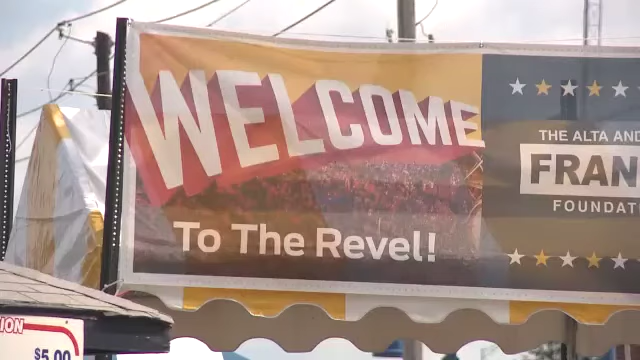 WELCOME
To The Revel!
THE ALTA AND
FRAN
FOUNDAT
ION
$5.00